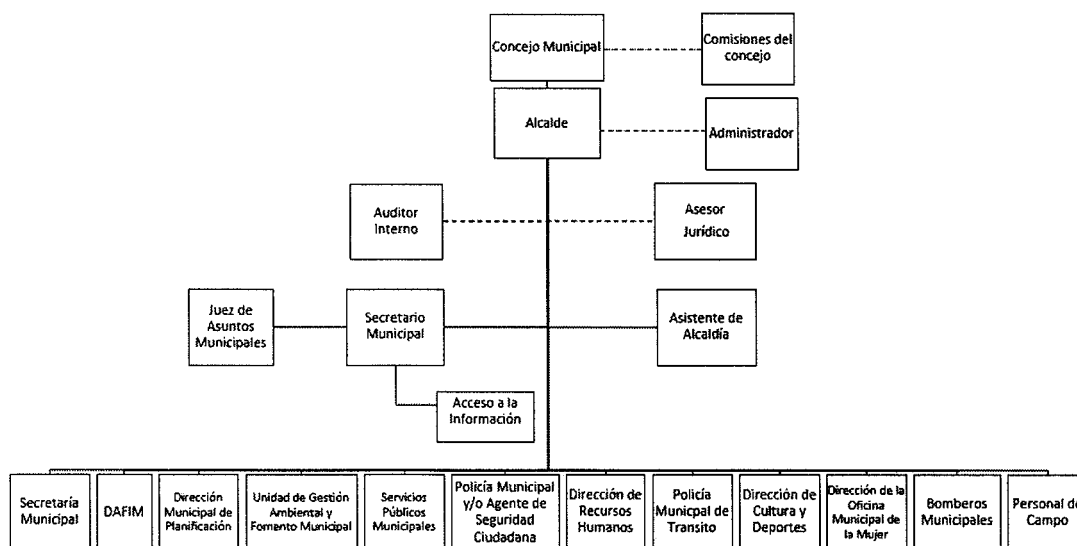 Concejo Municipal
Comisiones del
concejo
Alcalde
Administrador
Auditor
Interno
Asesor
Jurídico
Juez de
Asuntos
Municipales
Secretario
Municipal
Asistente de
Alcaldía
Acceso a la
Información
Secretaría
Municipal
DAFIM
Dirección
Municipal de
Planificación
Unidad de Gestión
Ambiental y
Fomento Municipal
Servicios
Públicos
Municipales
Policía Municipal
y/o Agente de
Seguridad
Ciudadana
Dirección de
Recursos
Humanos
Policía
Municpal de
Transito
Dirección de
Cultura y
Deportes
Dirección de la
Oficina
Municipal de
la Mujer
Bomberos
Municipales
Personal de
Campo